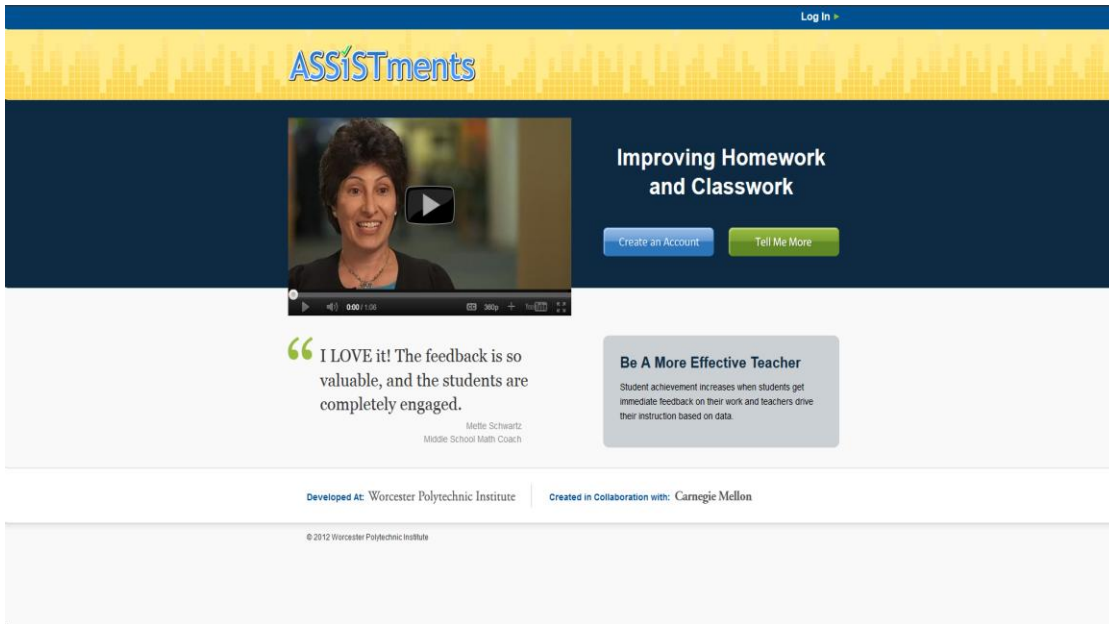 Log In
ASSiSTments
Improving Homework
and Classwork
Create an Account
Tell Me More
0:00 / 1:06
CC 360p
I LOVE it! The feedback is so
valuable, and the students are
completely engaged.
Mette Schwartz
Middle School Math Coach
Be A More Effective Teacher
Student achievement increases when students get
immediate feedback on their work and teachers drive
their instruction based on data.
Developed At: Worcester Polytechnic Institute
Created in Collaboration with: Carnegie Mellon
© 2012 Worcester Polytechnic Institute